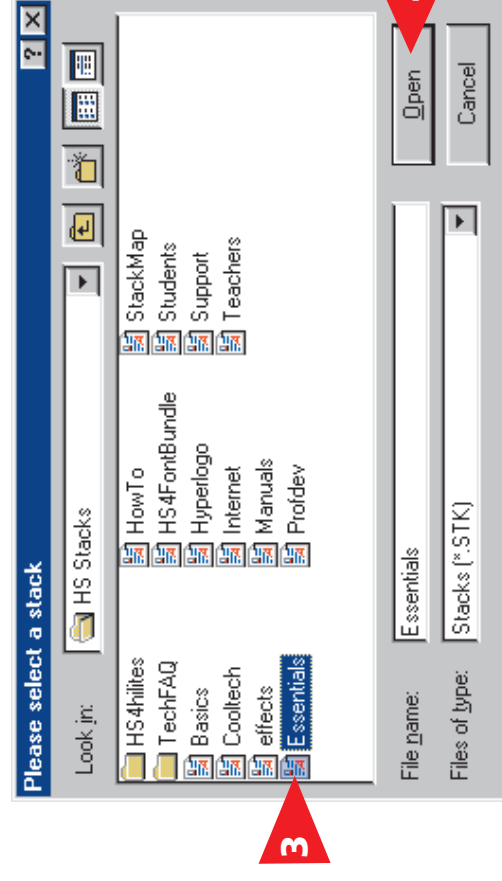 Please select a stack
Look in: HS Stacks
HS4hilites
TechFAQ
Basics
Cooltech
effects
Essentials
HowTo
HS4FontBundle
Hyperlogo
Internet
Manuals
Profdev
StackMap
Students
Support
Teachers
File name: Essentials
Open
Files of type: Stacks (*.STK)
Cancel
3